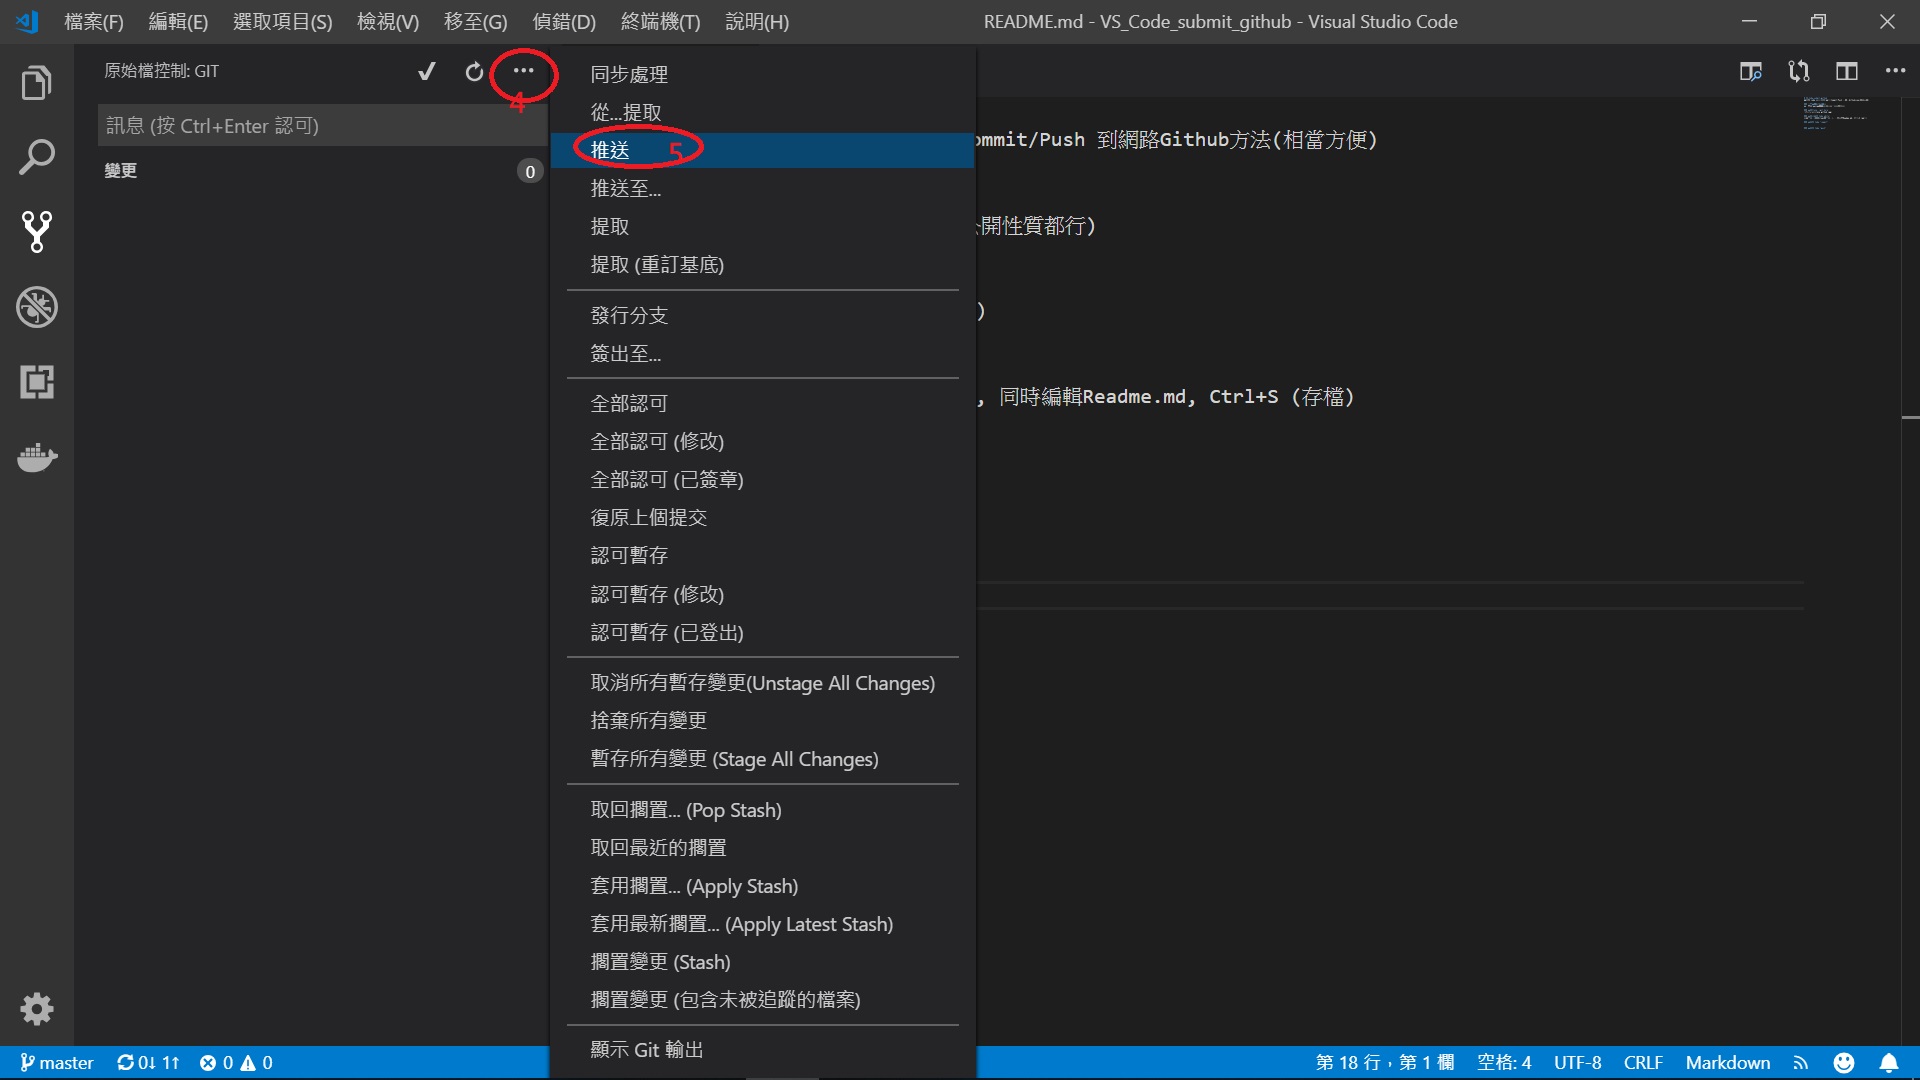 檔案(F) 編輯(E) 選取項目(S) 檢視(V) 移至(G) 偵錯(D) 終端機(T) 說明(H) README.md - VS_Code_submit_github - Visual Studio Code
原始檔控制: GIT
4
訊息 (按 Ctrl+Enter 認可)
變更 0
同步處理
從...提取
推送 5
推送至...
提取
提取 (重訂基底)
發行分支
簽出至...
全部認可
全部認可 (修改)
全部認可 (已簽章)
復原上個提交
認可暫存
認可暫存 (修改)
認可暫存 (已登出)
取消所有暫存變更(Unstage All Changes)
捨棄所有變更
暫存所有變更 (Stage All Changes)
取回擱置... (Pop Stash)
取回最近的擱置
套用擱置... (Apply Stash)
套用最新擱置... (Apply Latest Stash)
擱置變更 (Stash)
擱置變更 (包含未被追蹤的檔案)
顯示 Git 輸出
ommit/Push 到網路Github方法(相當方便)
開性質都行)
)
, 同時編輯Readme.md, Ctrl+S (存檔)
master 0↓ 1↑ 0 0 第 18 行，第 1 欄 空格: 4 UTF-8 CRLF Markdown